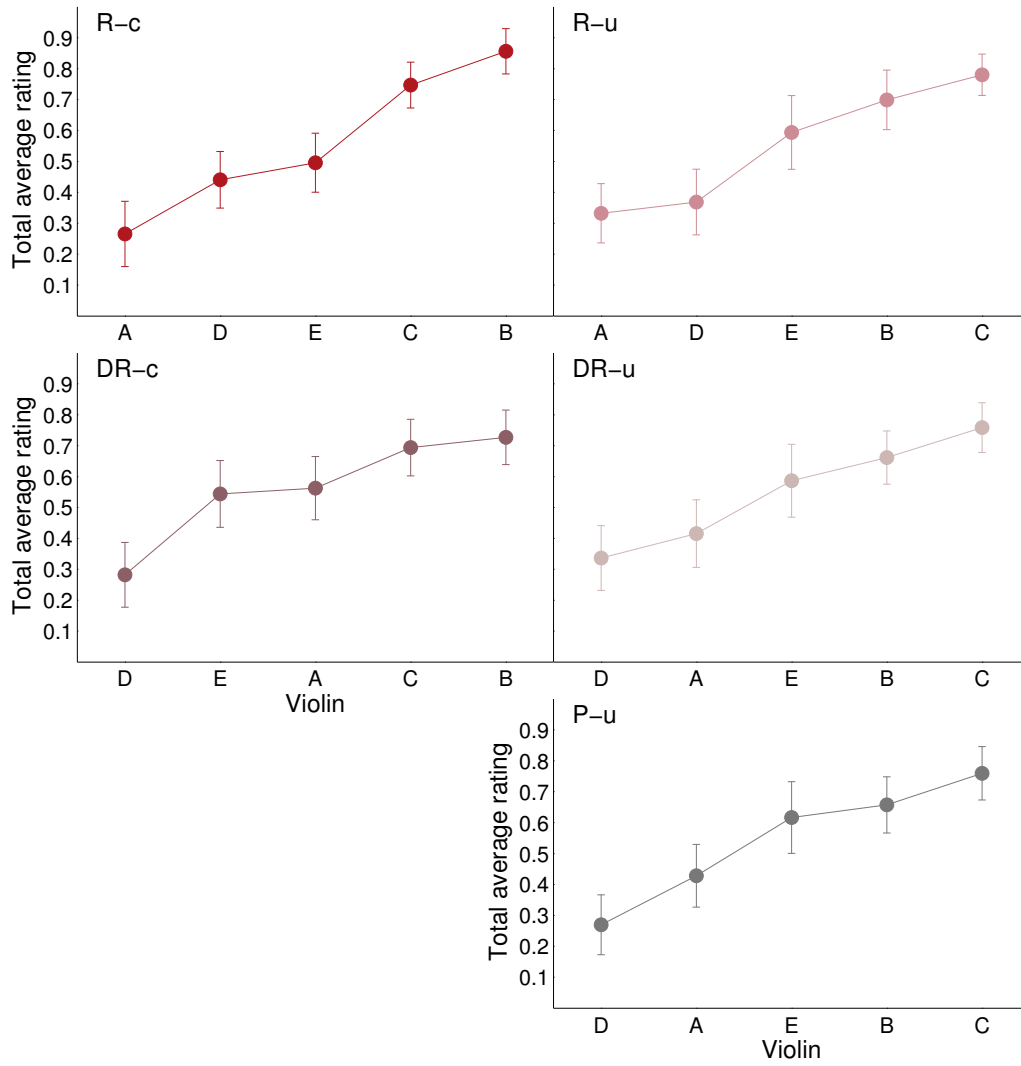 R−c
R−u
Total average rating
0.9
0.8
0.7
0.6
0.5
0.4
0.3
0.2
0.1
A D E C B
A D E B C
DR−c
DR−u
Total average rating
0.9
0.8
0.7
0.6
0.5
0.4
0.3
0.2
0.1
D E A C B
D A E B C
Violin
P−u
Total average rating
0.9
0.8
0.7
0.6
0.5
0.4
0.3
0.2
0.1
D A E B C
Violin